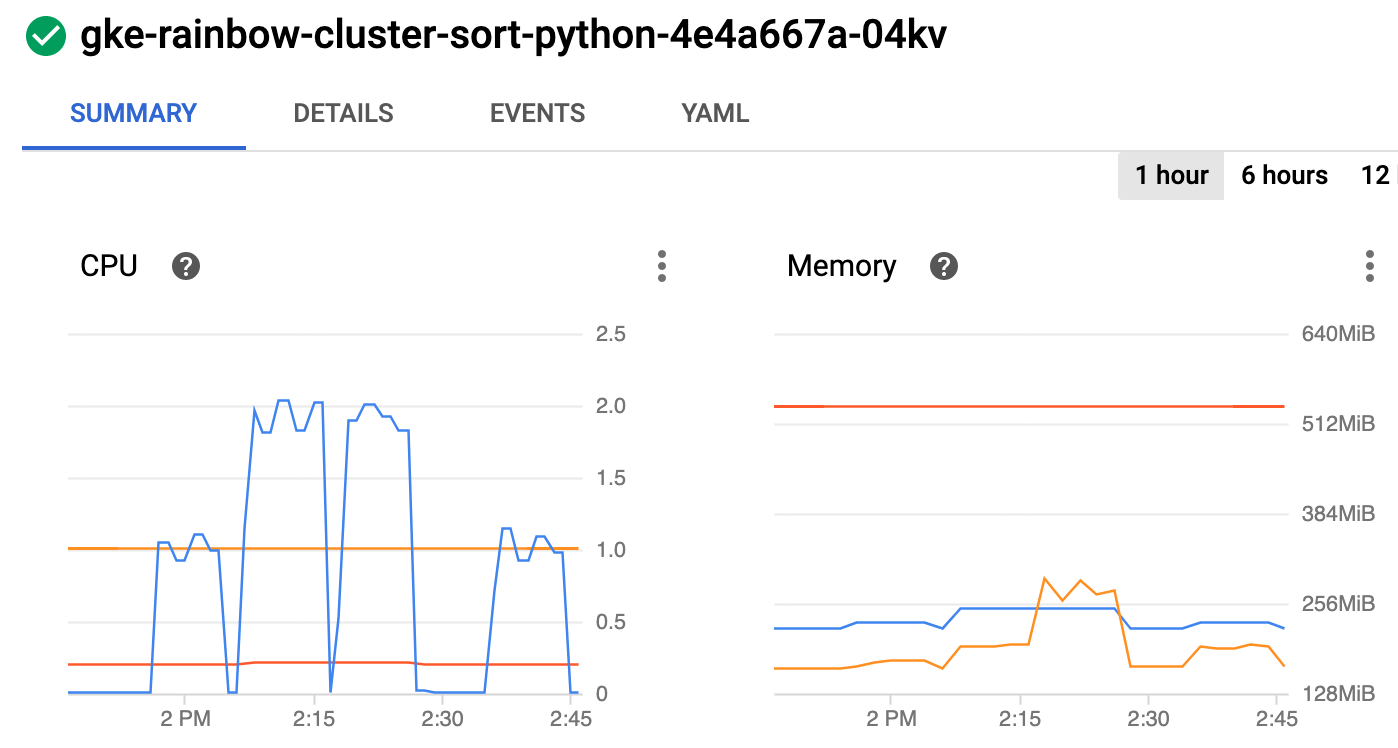 gke-rainbow-cluster-sort-python-4e4a667a-04kv
SUMMARY DETAILS EVENTS YAML
1 hour 6 hours 12
CPU ?
2.5
2.0
1.5
1.0
0.5
0
2 PM 2:15 2:30 2:45
Memory ?
640MiB
512MiB
384MiB
256MiB
128MiB
2 PM 2:15 2:30 2:45